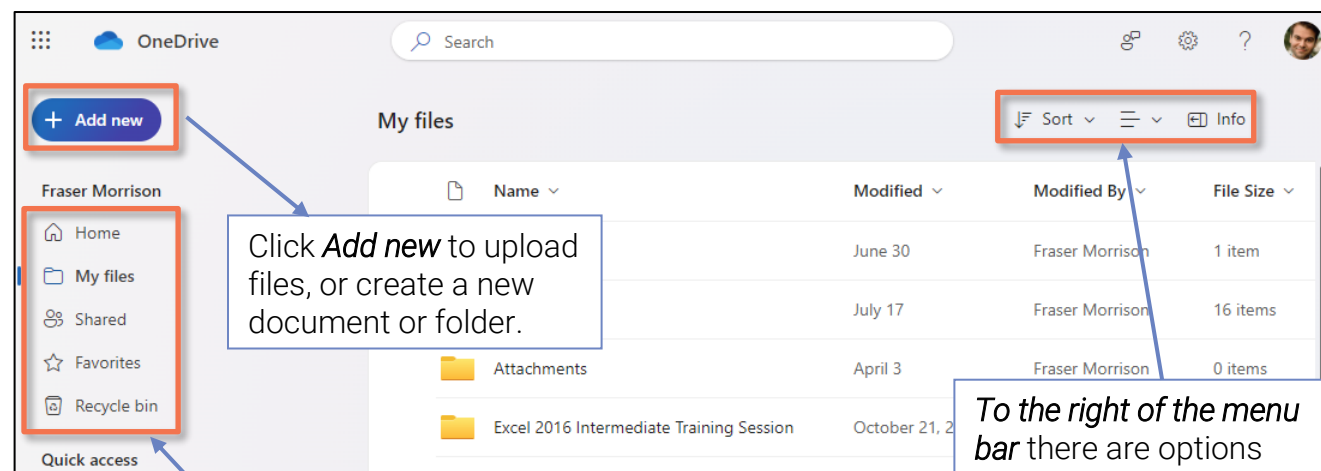 OneDrive
Search
+ Add new
My files
Sort
Info
Fraser Morrison
Name
Modified
Modified By
File Size
Home
My files
Shared
Favorites
Recycle bin
Quick access
Click Add new to upload
files, or create a new
document or folder.
June 30
Fraser Morrison
1 item
July 17
Fraser Morrison
16 items
Attachments
April 3
Fraser Morrison
0 items
Excel 2016 Intermediate Training Session
October 21, 2
To the right of the menu
bar there are options